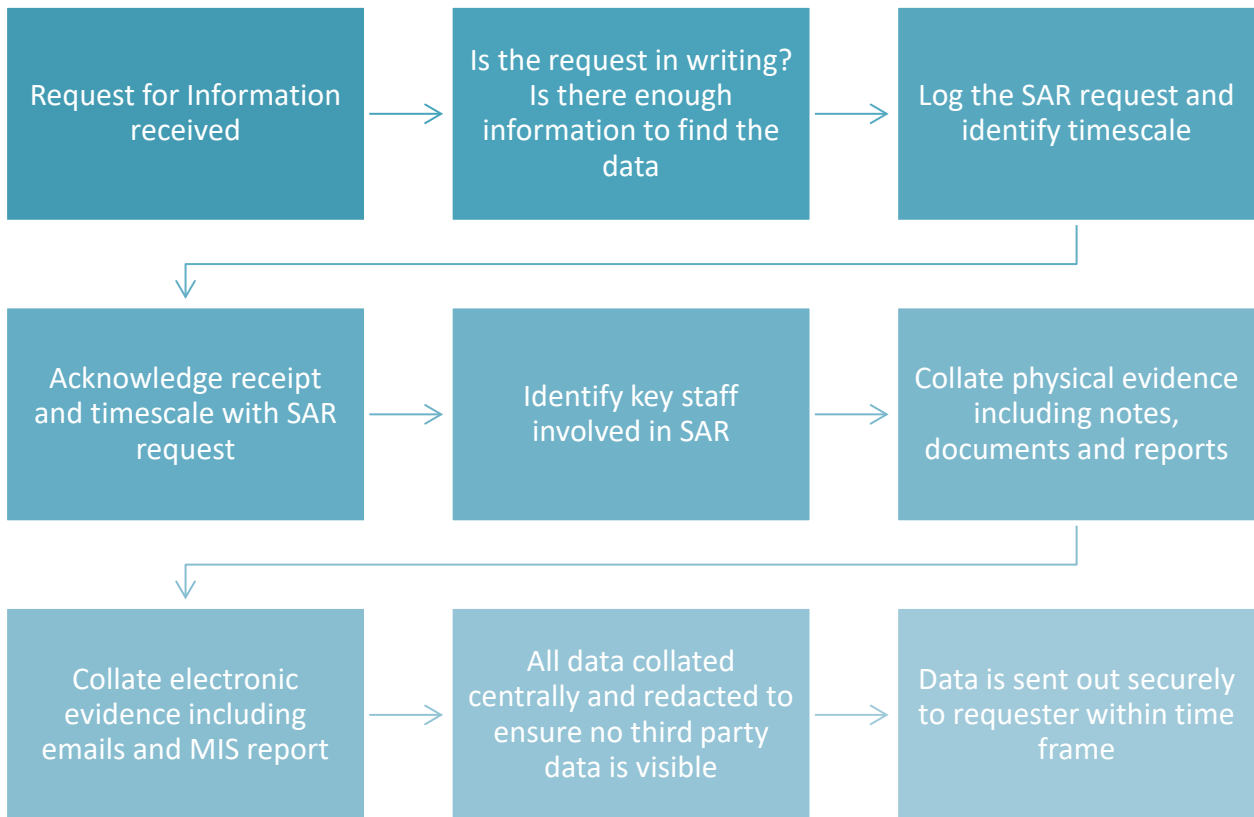 Request for Information
received
Is the request in writing?
Is there enough
information to find the
data
Log the SAR request and
identify timescale
Acknowledge receipt
and timescale with SAR
request
Identify key staff
involved in SAR
Collate physical evidence
including notes,
documents and reports
Collate electronic
evidence including
emails and MIS report
All data collated
centrally and redacted to
ensure no third party
data is visible
Data is sent out securely
to requester within time
frame